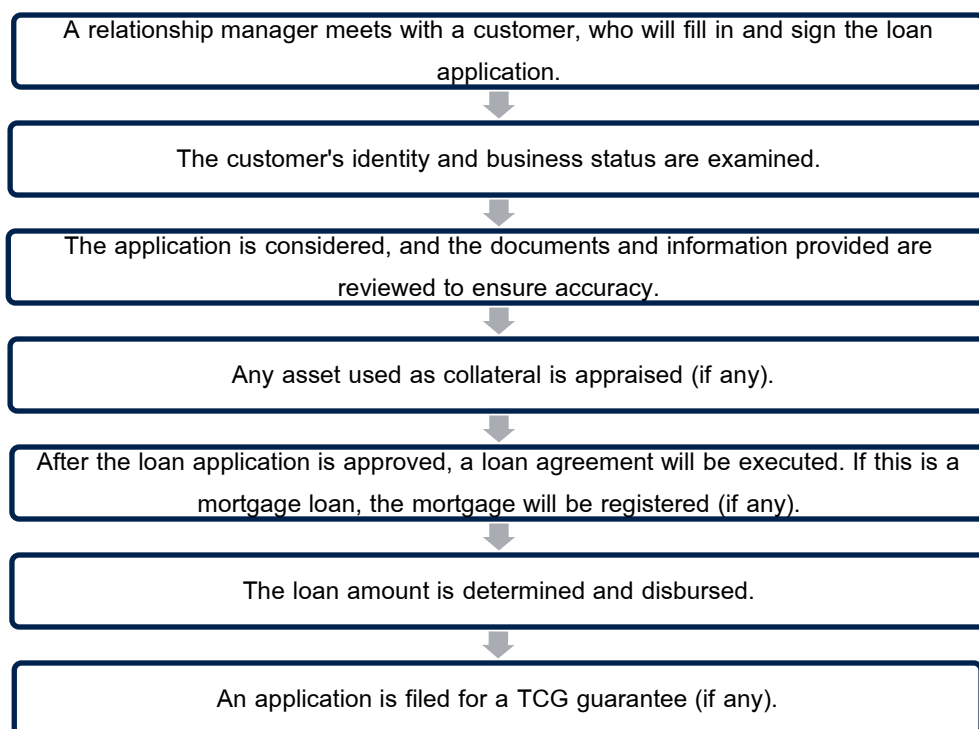 A relationship manager meets with a customer, who will fill in and sign the loan
application.
The customer's identity and business status are examined.
The application is considered, and the documents and information provided are
reviewed to ensure accuracy.
Any asset used as collateral is appraised (if any).
After the loan application is approved, a loan agreement will be executed. If this is a
mortgage loan, the mortgage will be registered (if any).
The loan amount is determined and disbursed.
An application is filed for a TCG guarantee (if any).